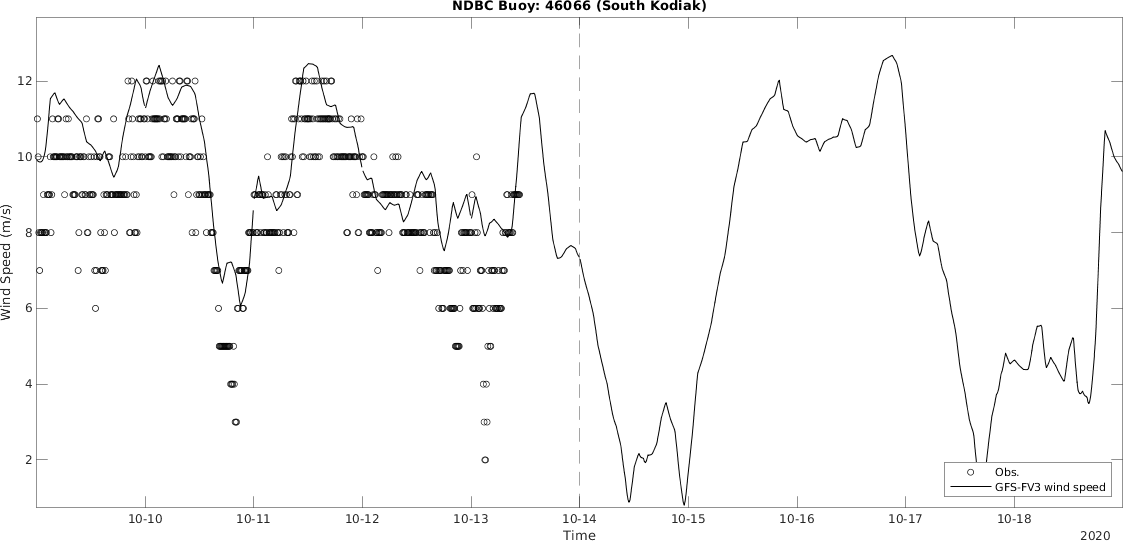 NDBC Buoy: 46066 (South Kodiak)
Wind Speed (m/s)
12
10
8
6
4
2
Obs.
GFS-FV3 wind speed
10-10 10-11 10-12 10-13 10-14 10-15 10-16 10-17 10-18
Time
2020